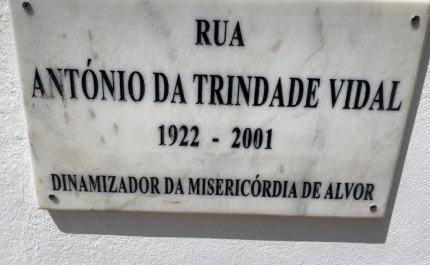 RUA
ANTÓNIO DA TRINDADE VIDAL
1922 - 2001
DINAMIZADOR DA MISERICÓRDIA DE ALVOR